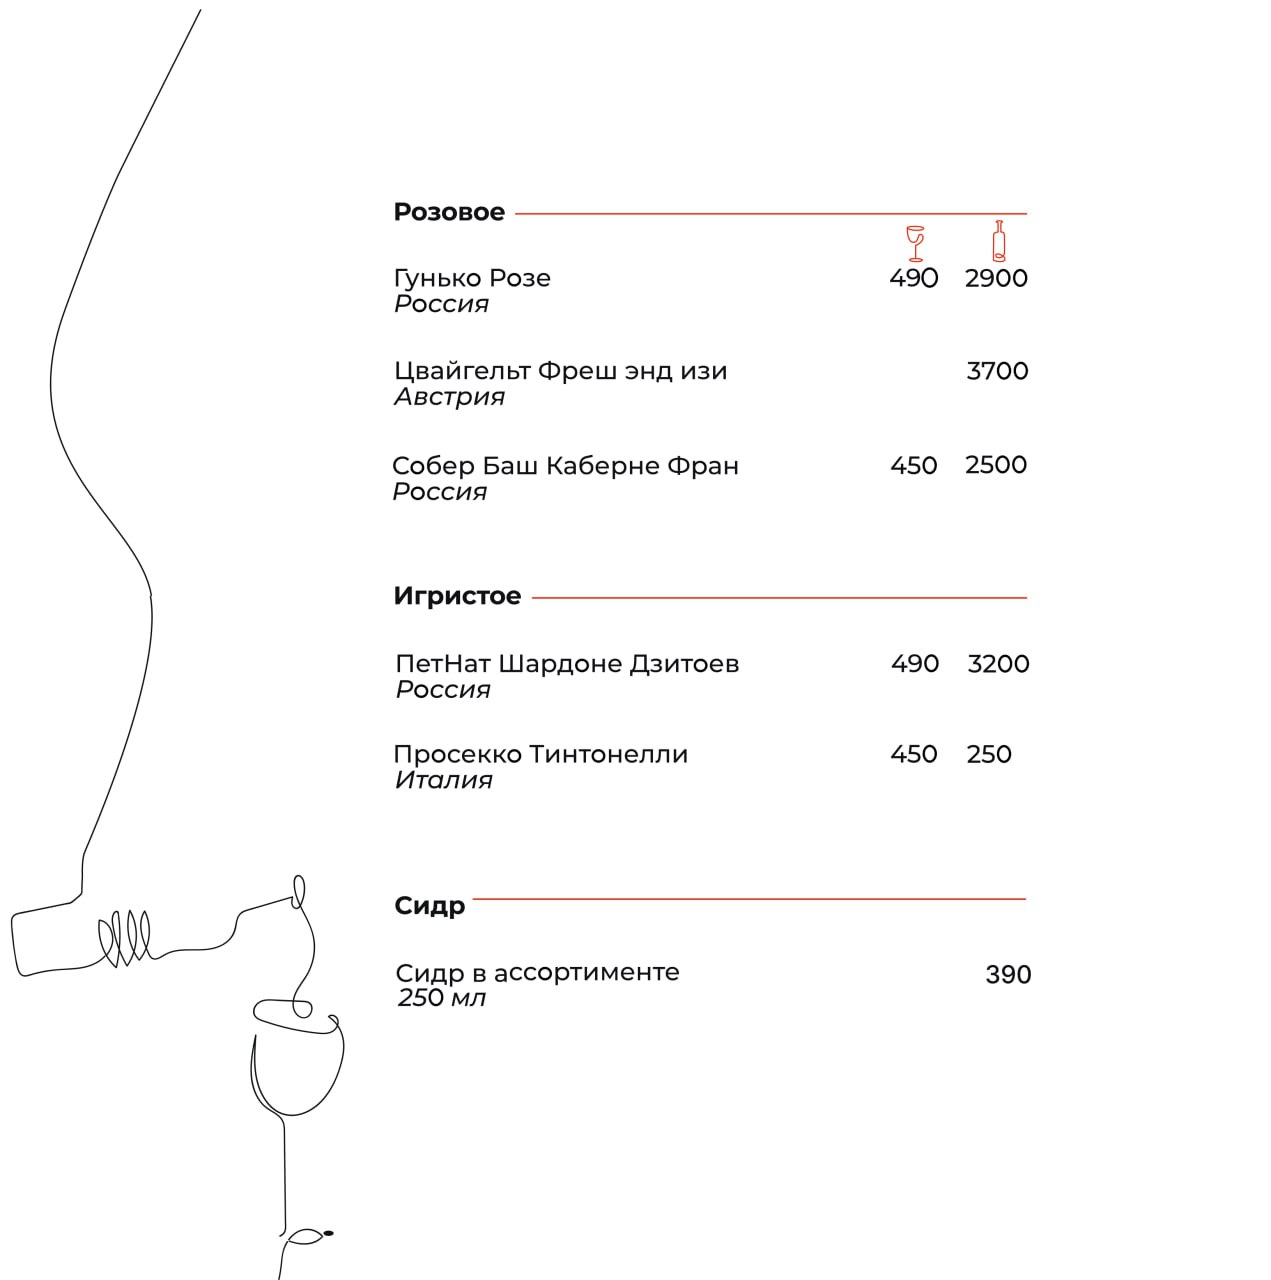 Розовое
Гунько Розе 490 2900
Россия
Цвайгельт Фреш энд изи 3700
Австрия
Собер Баш Каберне Фран 450 2500
Россия
Игристое
ПетНат Шардоне Дзитоев 490 3200
Россия
Просекко Тинтонелли 450 250
Италия
Сидр
Сидр в ассортименте 390
250 мл